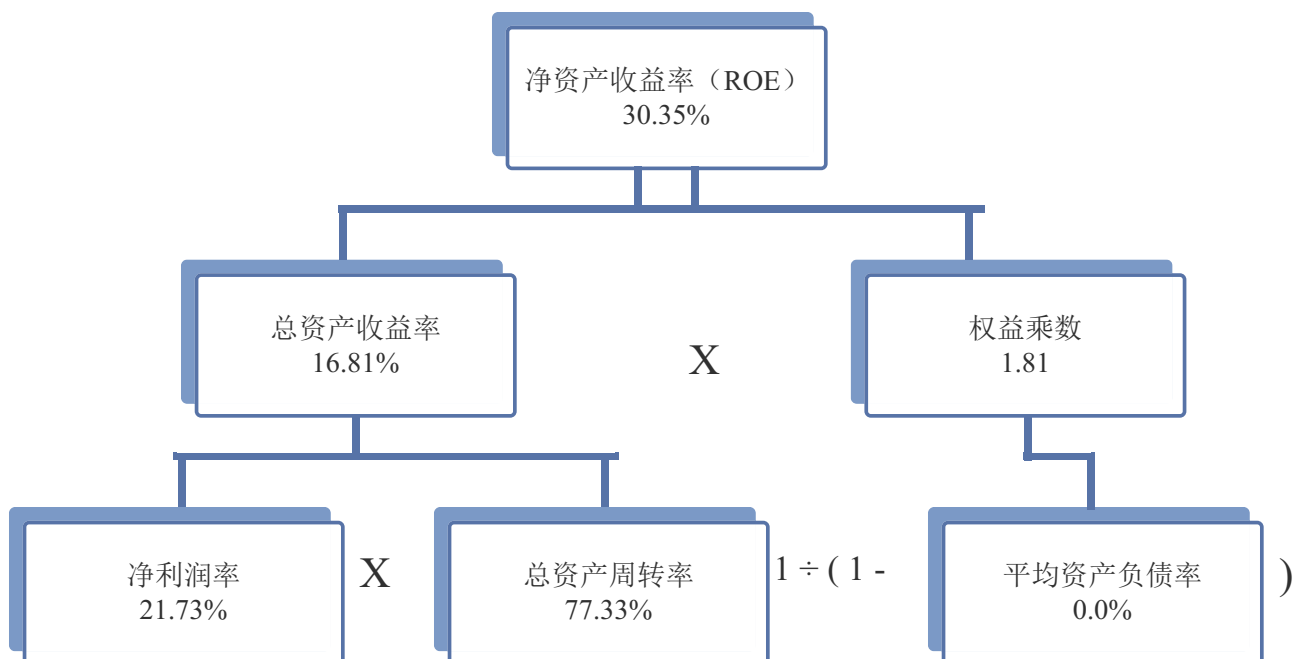 净资产收益率（ROE）
30.35%
总资产收益率
16.81%
X
权益乘数
1.81
净利润率
21.73%
X
总资产周转率
77.33%
1 ÷ ( 1 -
平均资产负债率
0.0%
)